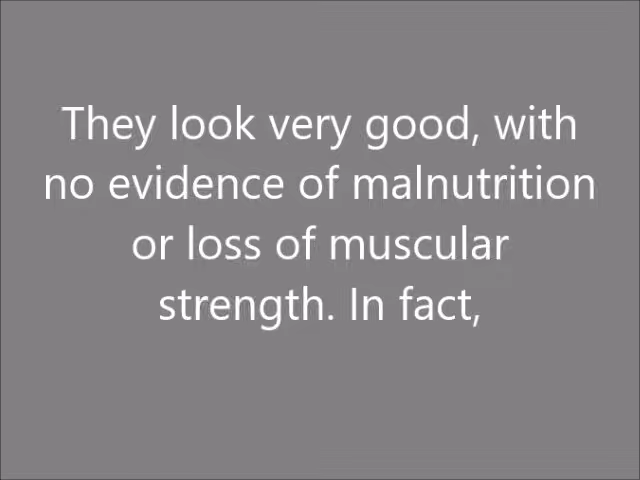 They look very good, with
no evidence of malnutrition
or loss of muscular
strength. In fact,